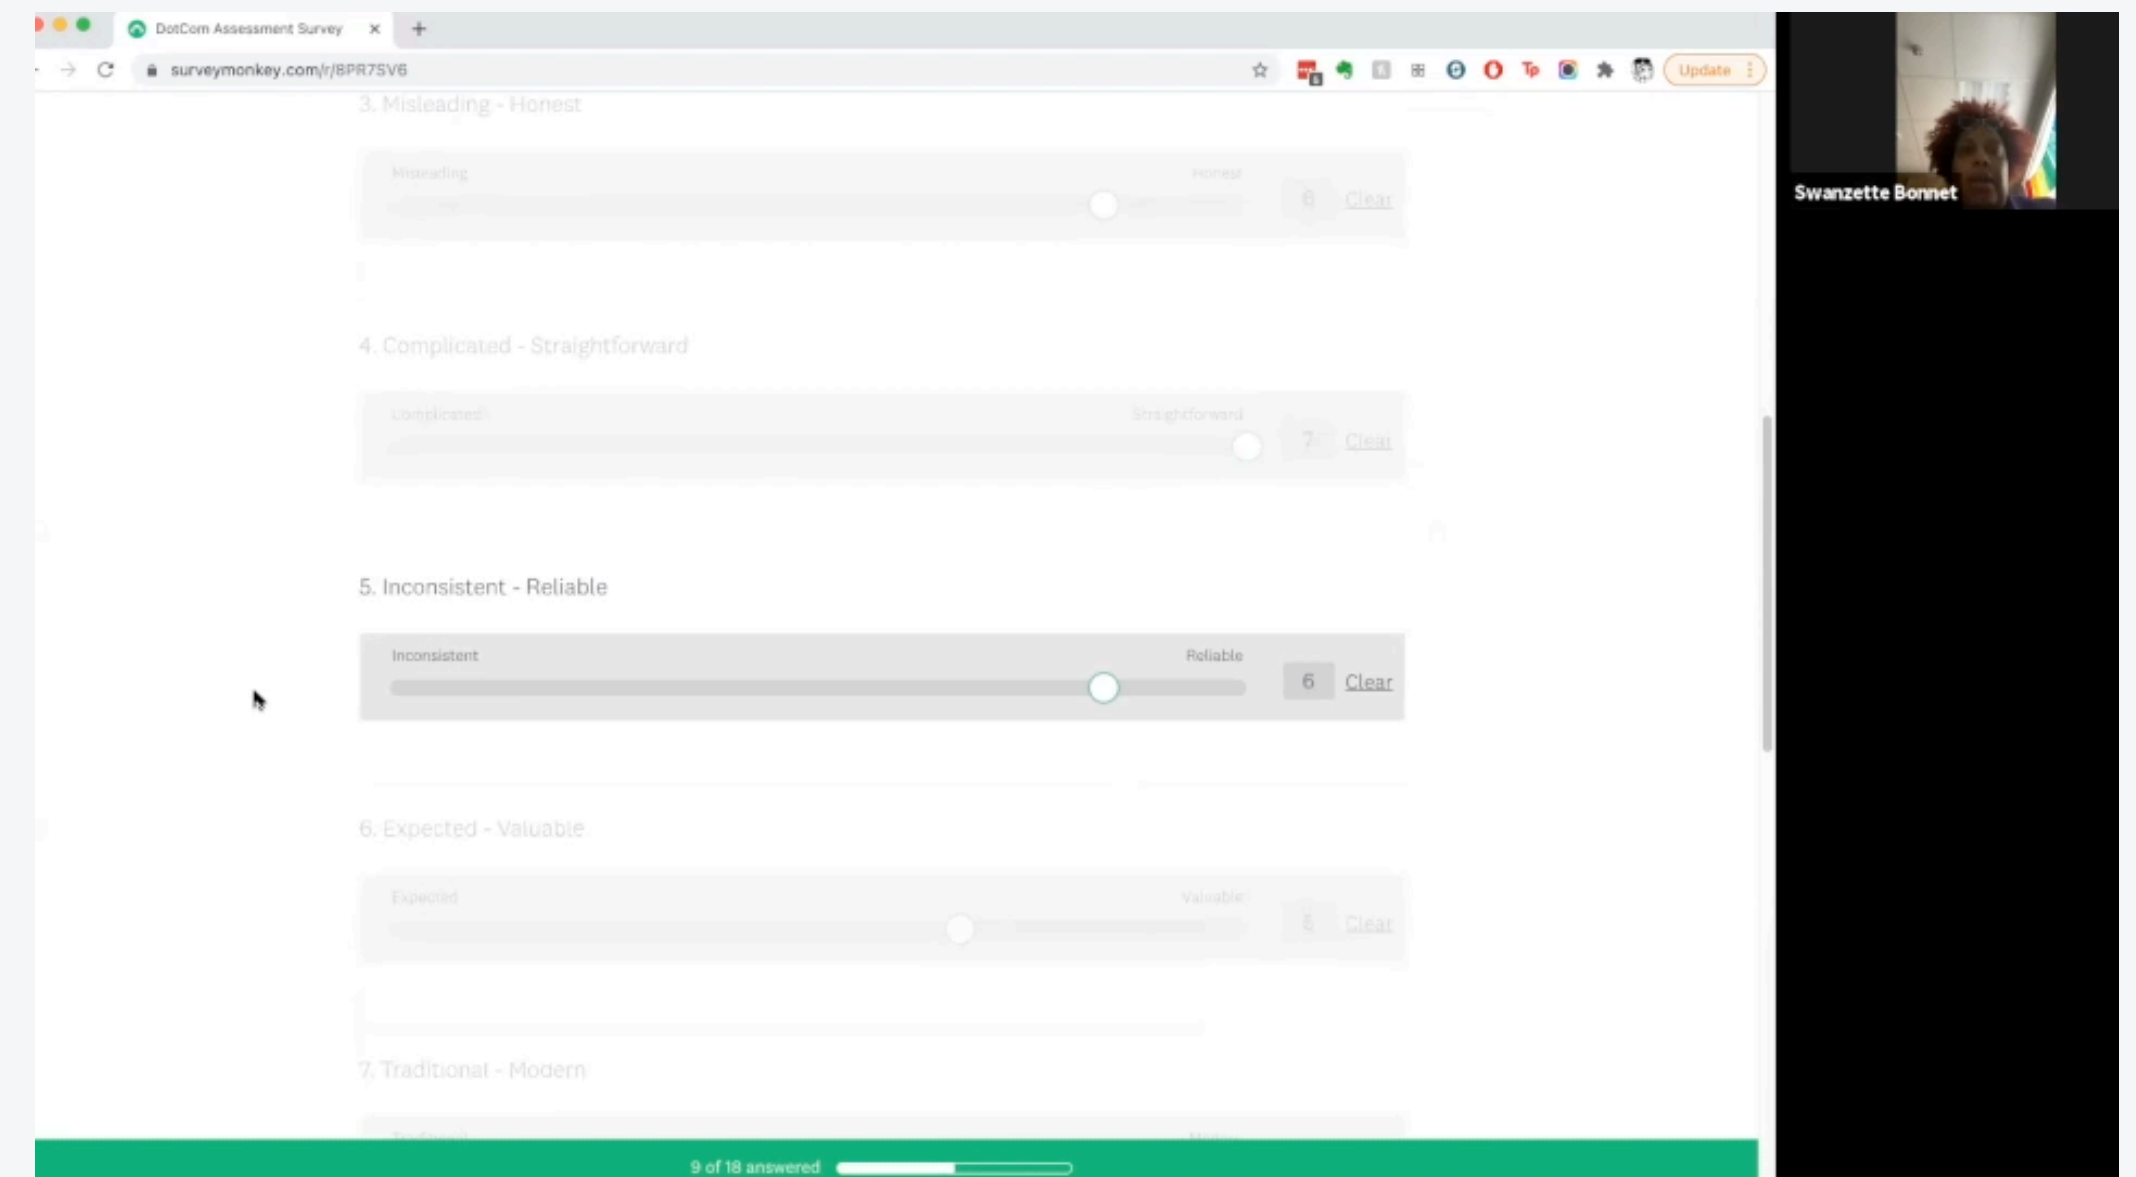 DotCom Assessment Survey
surveymonkey.com/r/8PR7SV6
Update
3. Misleading - Honest
Misleading Honest
6 Clear
4. Complicated - Straightforward
Complicated Straightforward
7 Clear
5. Inconsistent - Reliable
Inconsistent Reliable
6 Clear
6. Expected - Valuable
Expected Valuable
Clear
7. Traditional - Modern
9 of 18 answered
Swanzette Bonnet